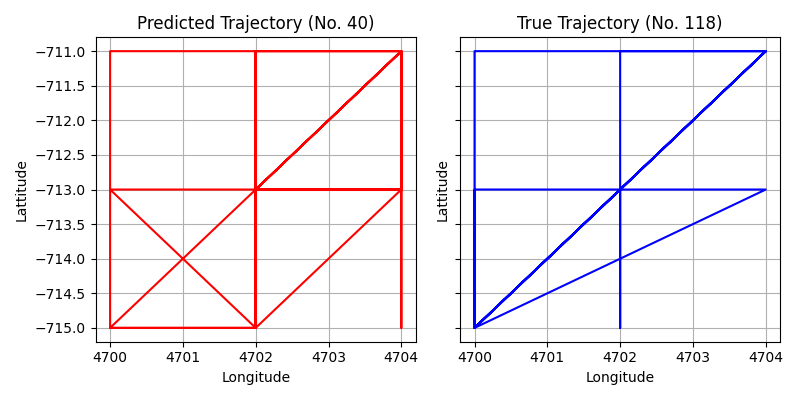 Predicted Trajectory (No. 40)
True Trajectory (No. 118)
−711.0
−711.5
−712.0
−712.5
−713.0
−713.5
−714.0
−714.5
−715.0
Lattitude
Lattitude
4700 4701 4702 4703 4704
4700 4701 4702 4703 4704
Longitude
Longitude